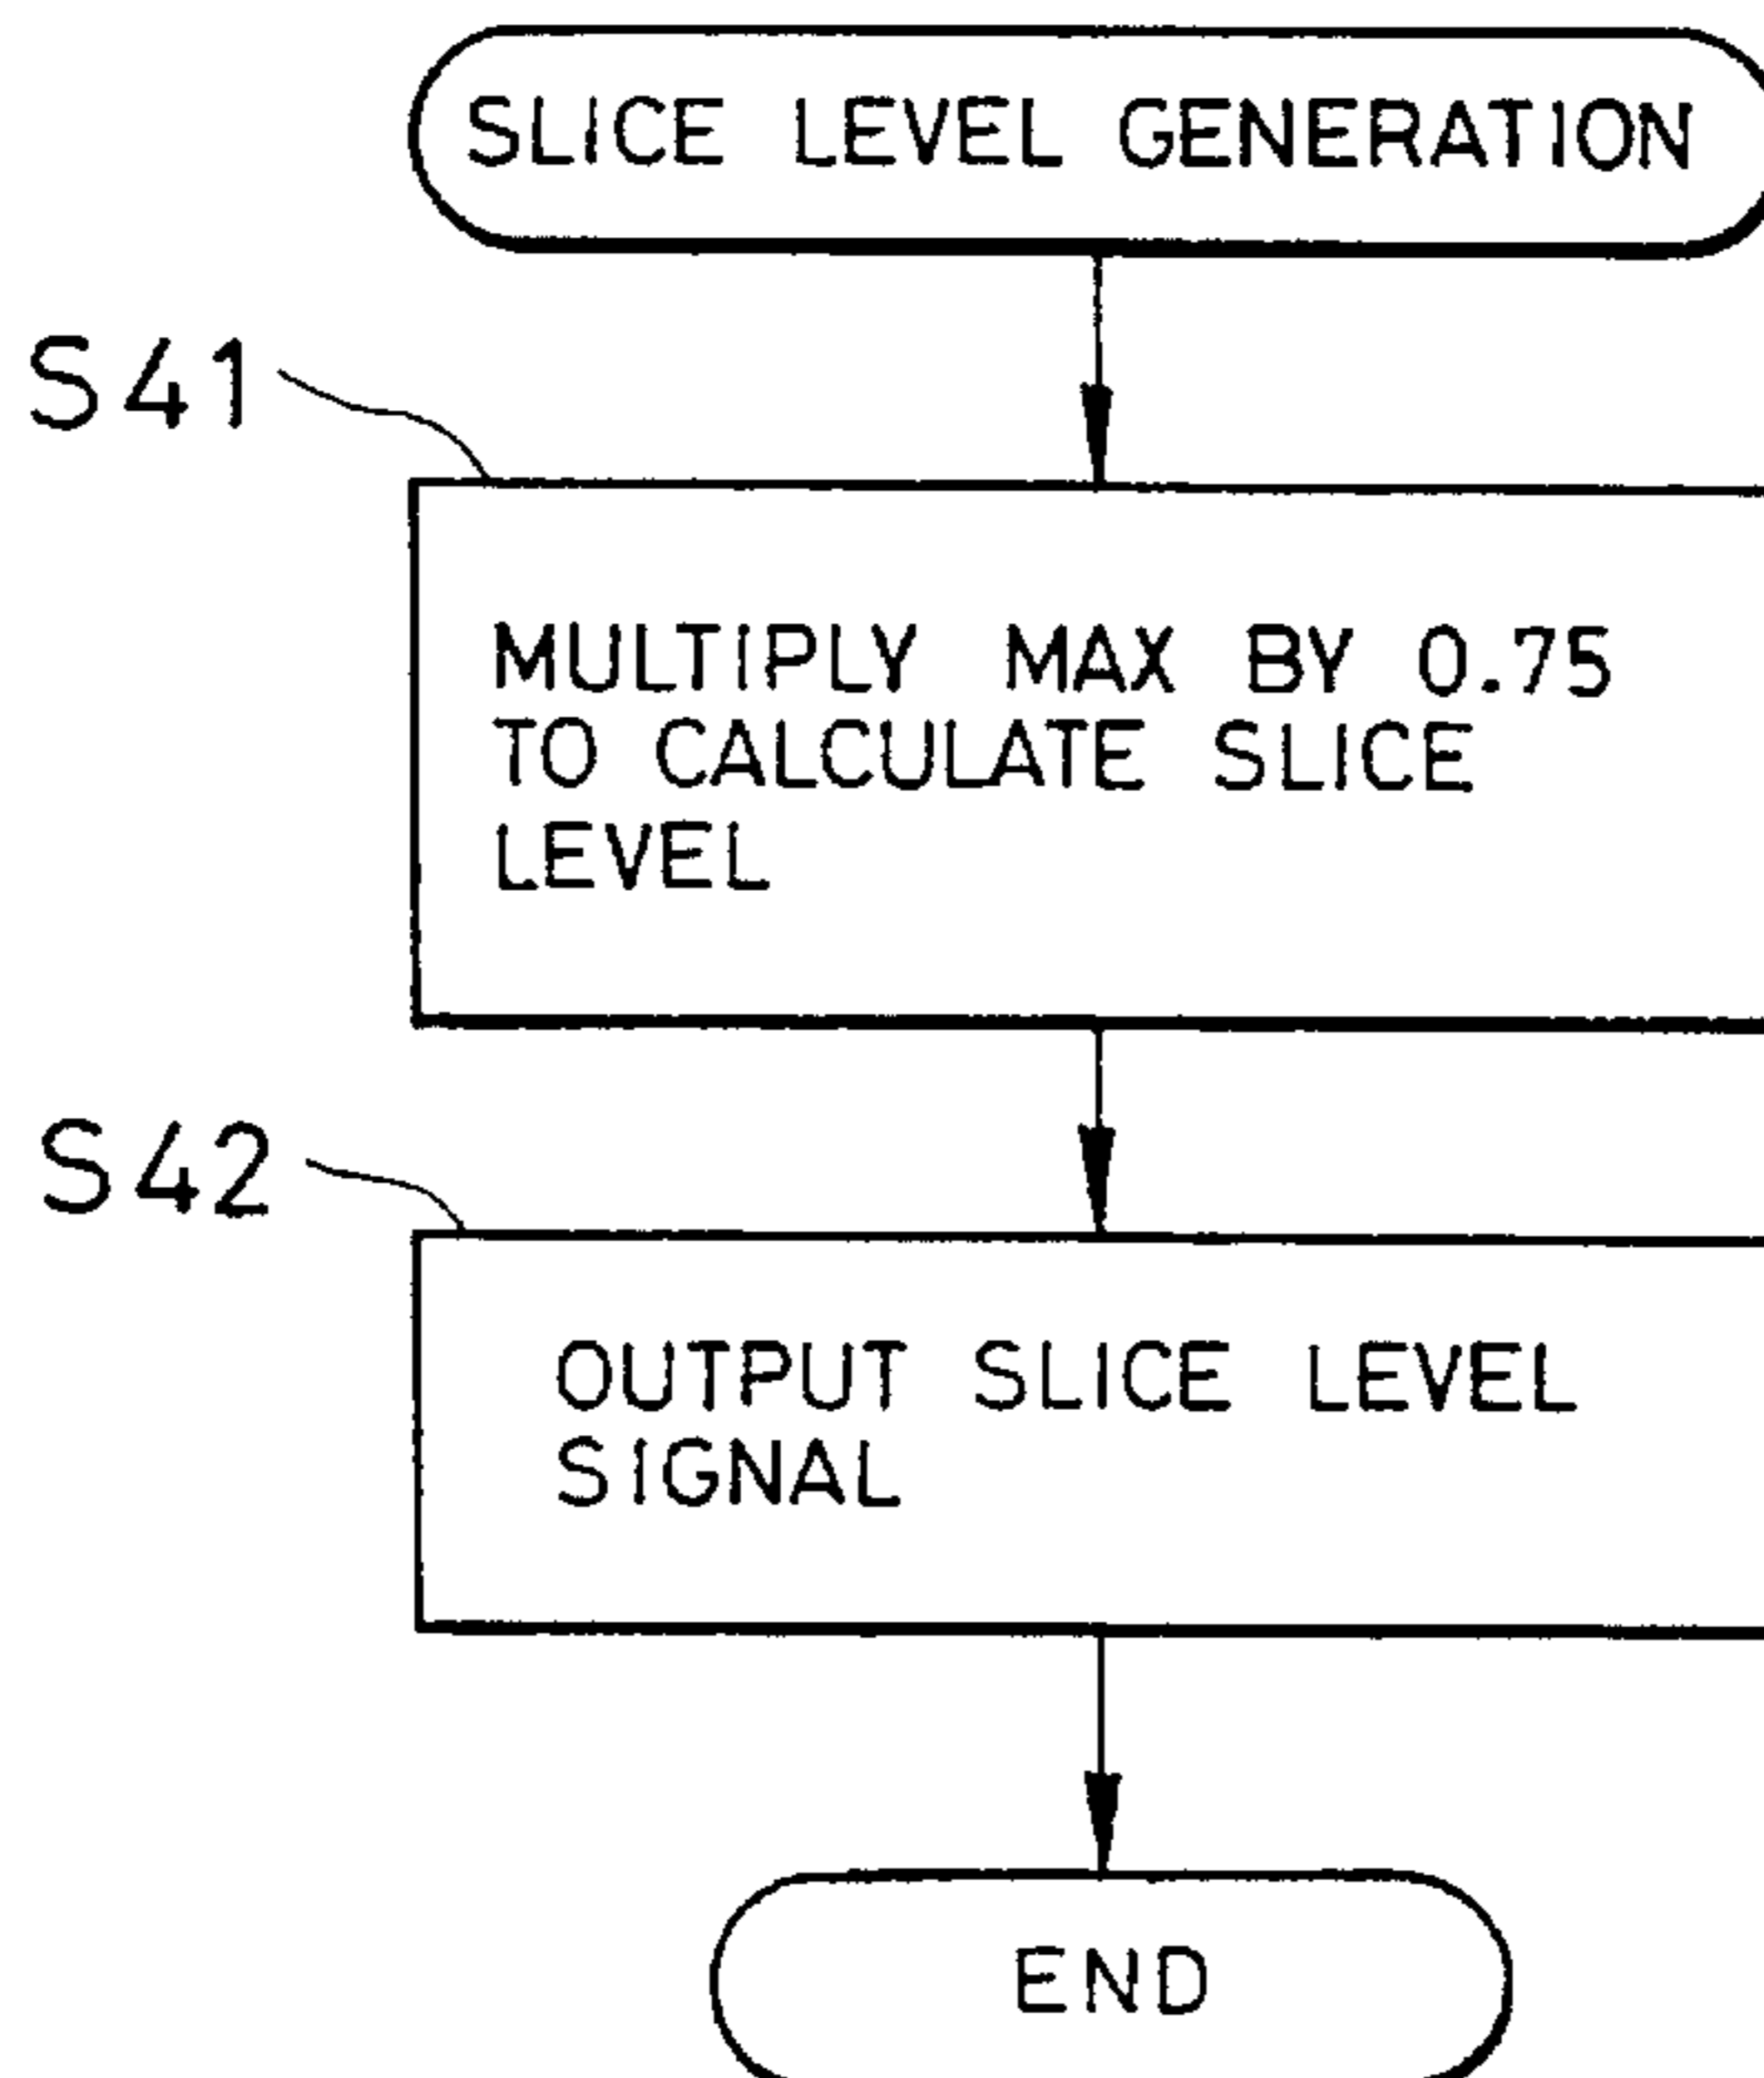 SLICE LEVEL GENERATION
S41
MULTIPLY MAX BY 0.75
TO CALCULATE SLICE
LEVEL
S42
OUTPUT SLICE LEVEL
SIGNAL
END